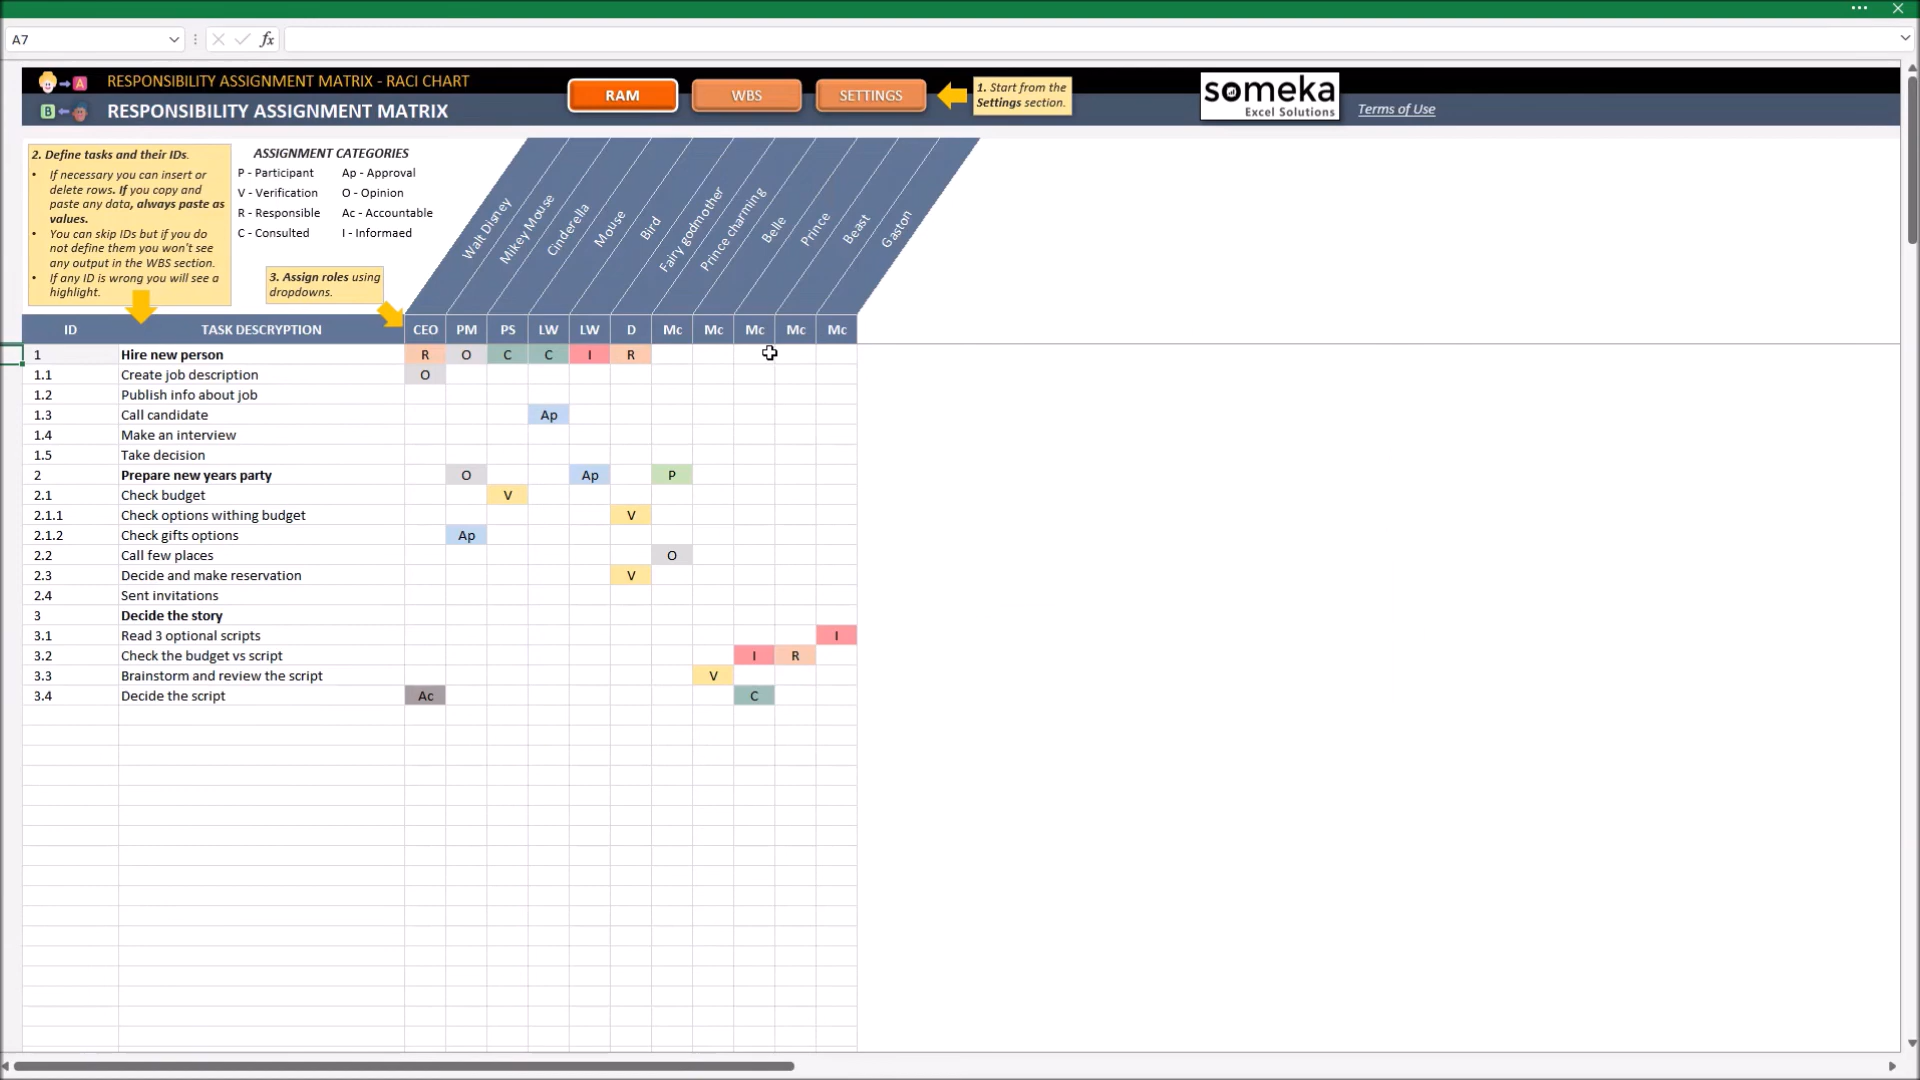 A7
fx
RESPONSIBILITY ASSIGNMENT MATRIX - RACI CHART
RESPONSIBILITY ASSIGNMENT MATRIX
RAM
WBS
SETTINGS
1. Start from the
Settings section.
someka
Excel Solutions
Terms of Use
A
B
2. Define tasks and their IDs.
• If necessary you can insert or
delete rows. If you copy and
paste any data, always paste as
values.
• You can skip IDs but if you do
not define them you won't see
any output in the WBS section.
• If any ID is wrong you will see a
highlight.
ASSIGNMENT CATEGORIES
P - Participant Ap - Approval
V - Verification O - Opinion
R - Responsible Ac - Accountable
C - Consulted I - Informaed
3. Assign roles using
dropdowns.
Walt Disney
Mikey Mouse
Cinderella
Mouse
Bird
Fairy godmother
Prince charming
Belle
Prince
Beast
Gaston
ID TASK DESCRYPTION CEO PM PS LW LW D Mc Mc Mc Mc Mc
1 Hire new person R O C C I R
1.1 Create job description O
1.2 Publish info about job
1.3 Call candidate Ap
1.4 Make an interview
1.5 Take decision
2 Prepare new years party O Ap P
2.1 Check budget V
2.1.1 Check options withing budget V
2.1.2 Check gifts options Ap
2.2 Call few places O
2.3 Decide and make reservation V
2.4 Sent invitations
3 Decide the story
3.1 Read 3 optional scripts I
3.2 Check the budget vs script I R
3.3 Brainstorm and review the script V
3.4 Decide the script Ac C